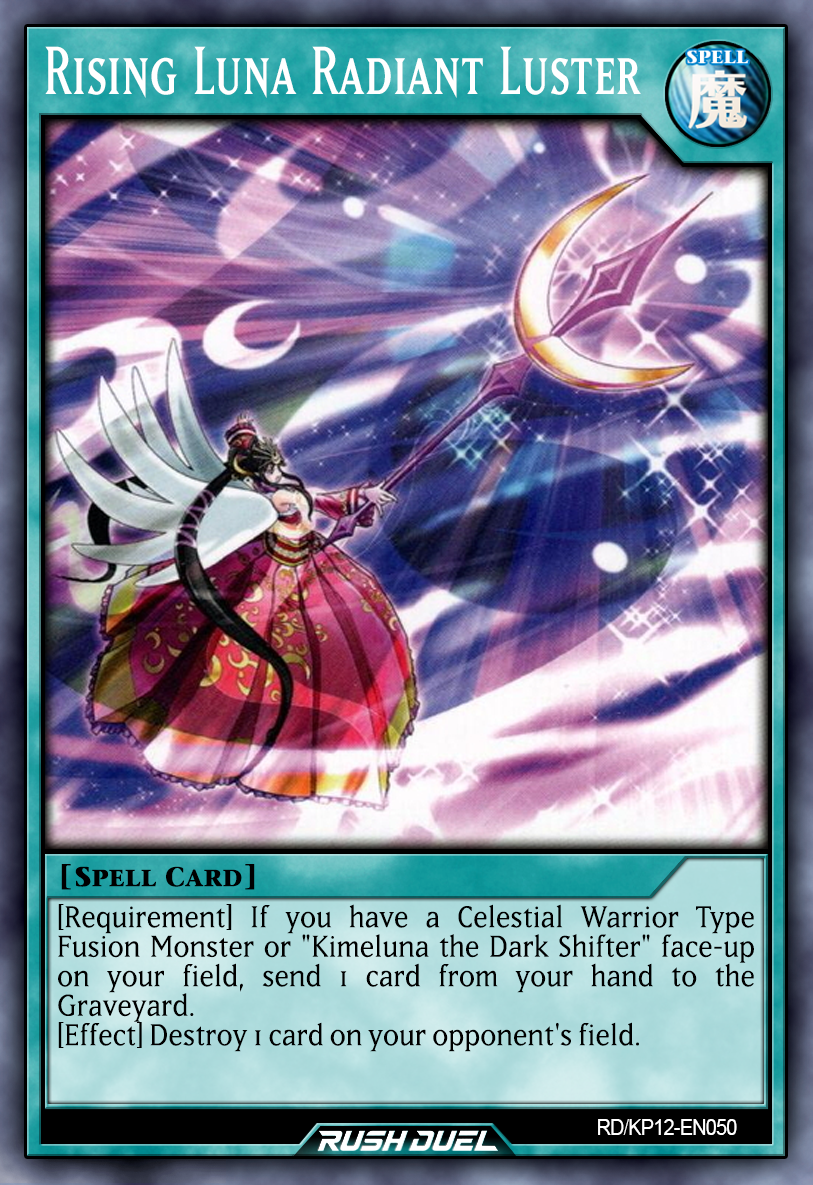 Rising Luna Radiant Luster
SPELL
魔
[Spell Card]
[Requirement] If you have a Celestial Warrior Type
Fusion Monster or "Kimeluna the Dark Shifter" face-up
on your field, send 1 card from your hand to the
Graveyard.
[Effect] Destroy 1 card on your opponent's field.
RD/KP12-EN050
RUSH DUEL